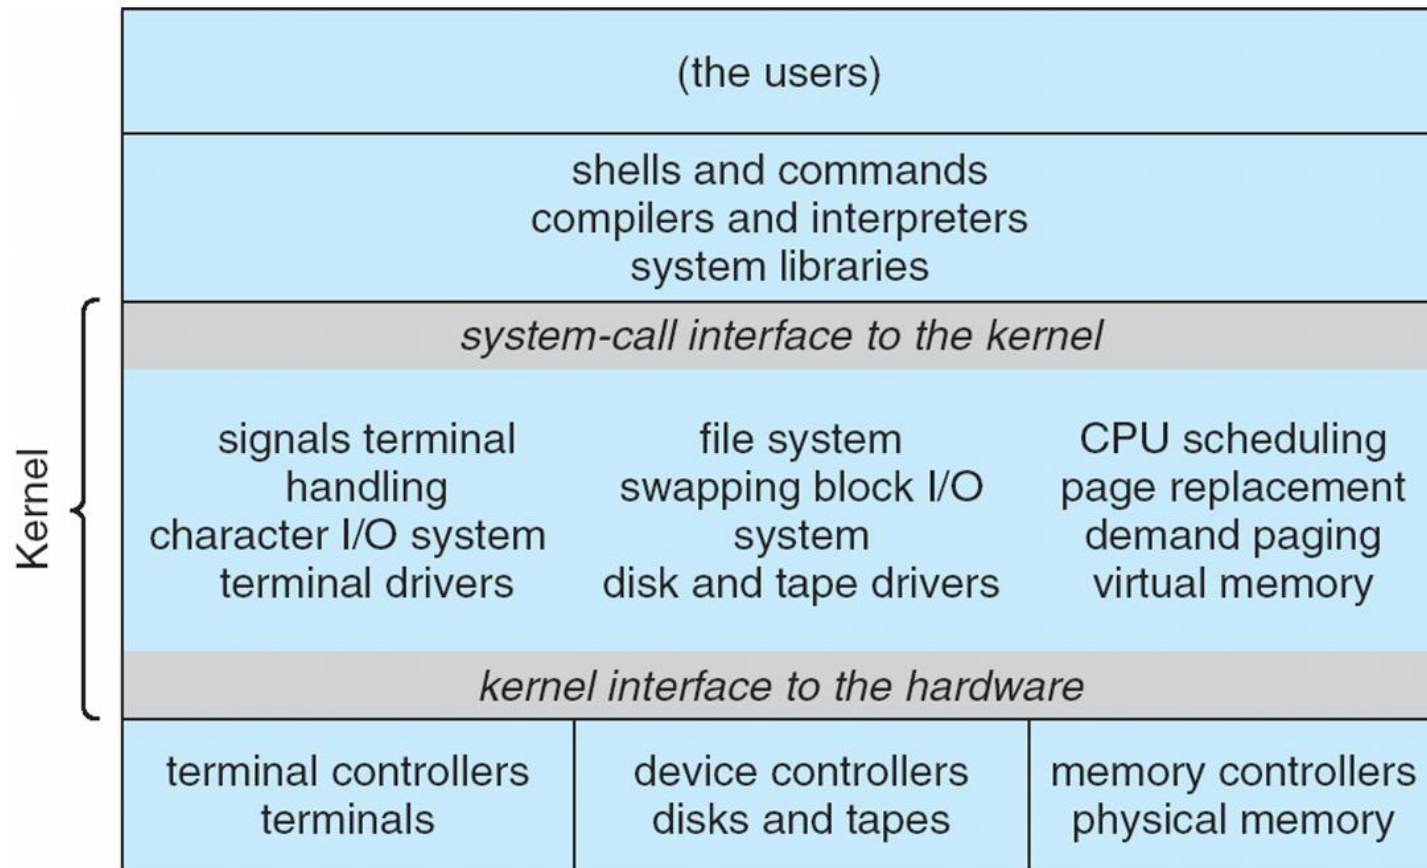 (the users)
shells and commands
compilers and interpreters
system libraries
system-call interface to the kernel
Kernel
signals terminal
handling
character I/O system
terminal drivers
file system
swapping block I/O
system
disk and tape drivers
CPU scheduling
page replacement
demand paging
virtual memory
kernel interface to the hardware
terminal controllers
terminals
device controllers
disks and tapes
memory controllers
physical memory